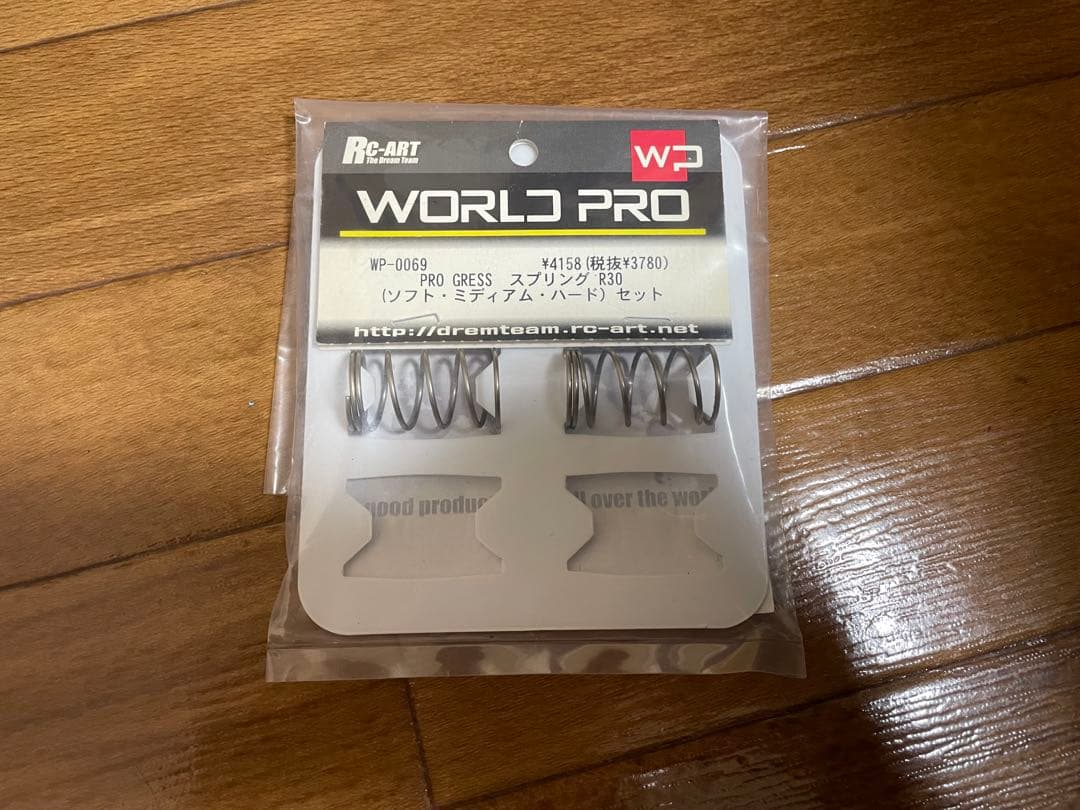 RC-ART
The Dream Team
WP
WORLD PRO
WP-0069 ¥4158(税抜¥3780)
PRO GRESS スプリング R30
(ソフト・ミディアム・ハード) セット
http://dremteam.rc-art.net
good produc
ll over the wor